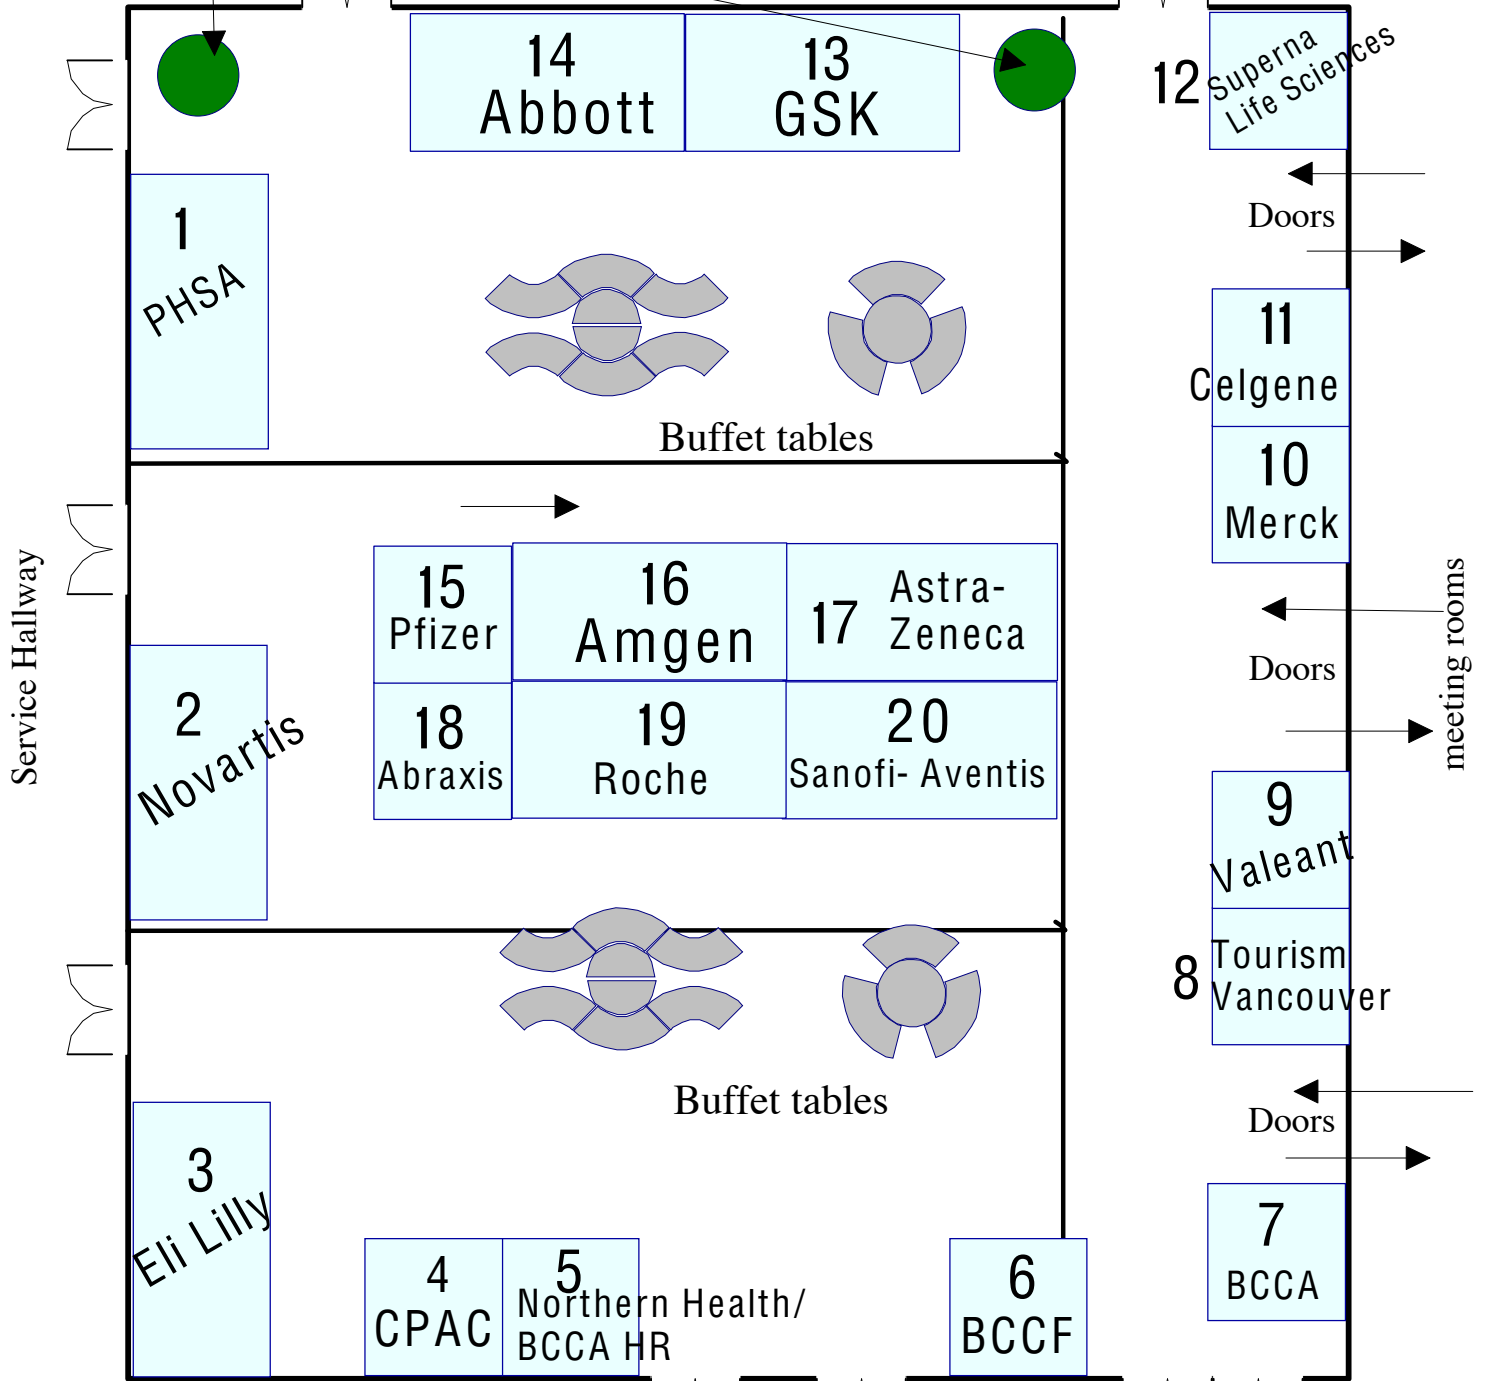 14
Abbott
13
GSK
12
Superna
Life Sciences
Doors
1
PHSA
11
Celgene
Buffet tables
10
Merck
Service Hallway
15
Pfizer
16
Amgen
17
Astra-
Zeneca
meeting rooms
Doors
2
Novartis
18
Abraxis
19
Roche
20
Sanofi- Aventis
9
Valeant
8
Tourism
Vancouver
Buffet tables
Doors
3
Eli Lilly
4
CPAC
5
Northern Health/
BCCA HR
6
BCCF
7
BCCA